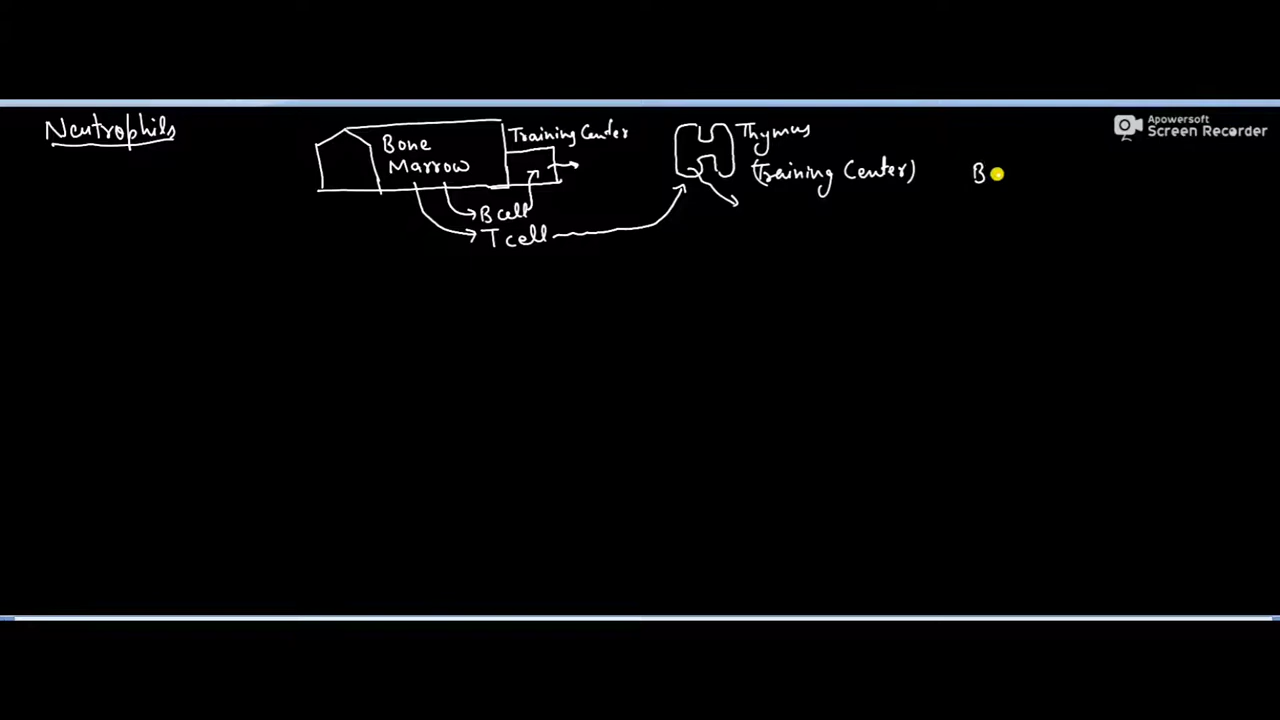 Neutrophils
Bone
Marrow
Training Center
B cell
T cell
Thymus
(Training Center)
B
Apowersoft
Screen Recorder